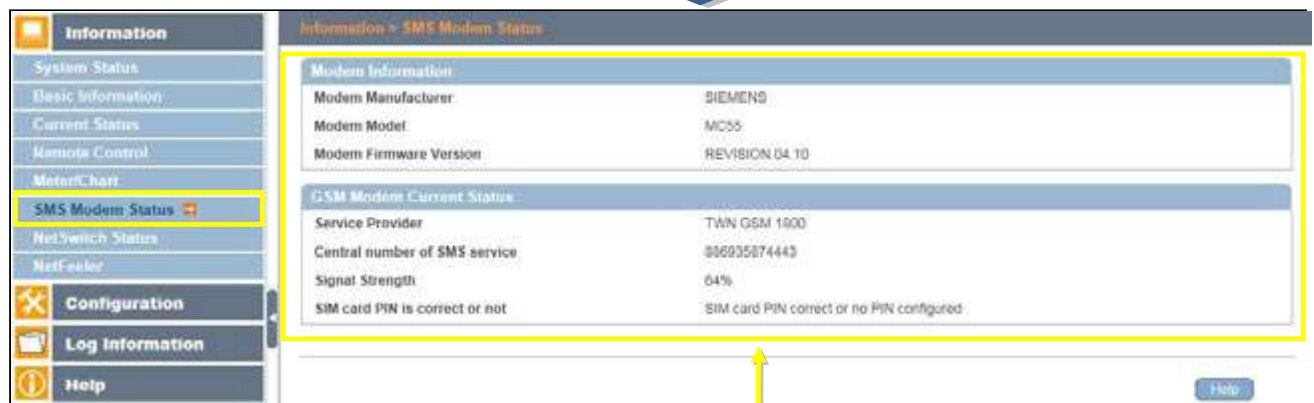 Information
System Status
Basic Information
Current Status
Remote Control
Meter/Chart
SMS Modem Status
NetSwitch Status
NetFeeler
Configuration
Log Information
Help
Information > SMS Modem Status
Modem Information
Modem Manufacturer SIEMENS
Modem Model MC55
Modem Firmware Version REVISION 04.10
GSM Modem Current Status
Service Provider TWN GSM 1800
Central number of SMS service 886935874443
Signal Strength 64%
SIM card PIN is correct or not SIM card PIN correct or no PIN configured
Help